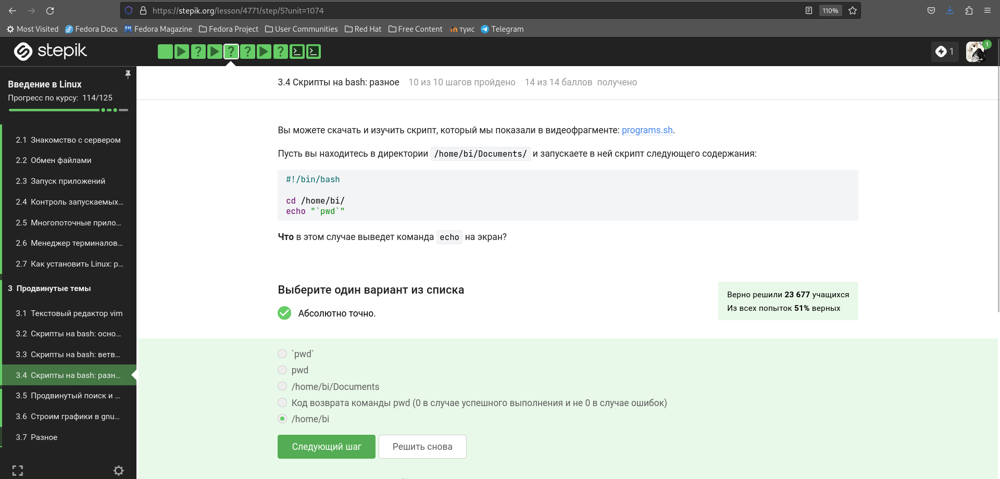 https://stepik.org/lesson/4771/step/5?unit=1074
110%
Most Visited Fedora Docs Fedora Magazine Fedora Project User Communities Red Hat Free Content туис Telegram
stepik
1
1
Введение в Linux
Прогресс по курсу: 114/125
2.1 Знакомство с сервером
2.2 Обмен файлами
2.3 Запуск приложений
2.4 Контроль запускаемых...
2.5 Многопоточные прило...
2.6 Менеджер терминалов...
2.7 Как установить Linux: р...
3 Продвинутые темы
3.1 Текстовый редактор vim
3.2 Скрипты на bash: осно...
3.3 Скрипты на bash: ветв...
3.4 Скрипты на bash: разн...
3.5 Продвинутый поиск и ...
3.6 Строим графики в gnu...
3.7 Разное
3.4 Скрипты на bash: разное 10 из 10 шагов пройдено 14 из 14 баллов получено
Вы можете скачать и изучить скрипт, который мы показали в видеофрагменте: programs.sh.
Пусть вы находитесь в директории /home/bi/Documents/ и запускаете в ней скрипт следующего содержания:
#!/bin/bash
cd /home/bi/
echo "`pwd`"
Что в этом случае выведет команда echo на экран?
Выберите один вариант из списка
Абсолютно точно.
Верно решили 23 677 учащихся
Из всех попыток 51% верных
`pwd`
pwd
/home/bi/Documents
Код возврата команды pwd (0 в случае успешного выполнения и не 0 в случае ошибок)
/home/bi
Следующий шаг Решить снова